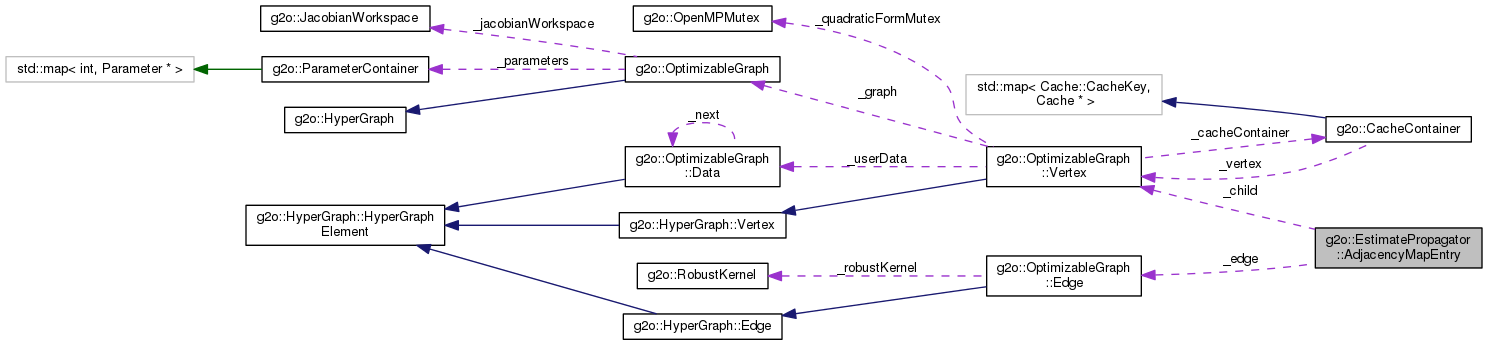 g2o::JacobianWorkspace
_jacobianWorkspace
g2o::OpenMPMutex
_quadraticFormMutex
std::map< int, Parameter * >
g2o::ParameterContainer
_parameters
g2o::OptimizableGraph
g2o::HyperGraph
_graph
std::map< Cache::CacheKey,
Cache * >
g2o::CacheContainer
_next
_cacheContainer
g2o::OptimizableGraph
::Data
_userData
g2o::OptimizableGraph
::Vertex
_vertex
_child
g2o::HyperGraph::HyperGraph
Element
g2o::HyperGraph::Vertex
g2o::EstimatePropagator
::AdjacencyMapEntry
g2o::RobustKernel
_robustKernel
g2o::OptimizableGraph
::Edge
_edge
g2o::HyperGraph::Edge